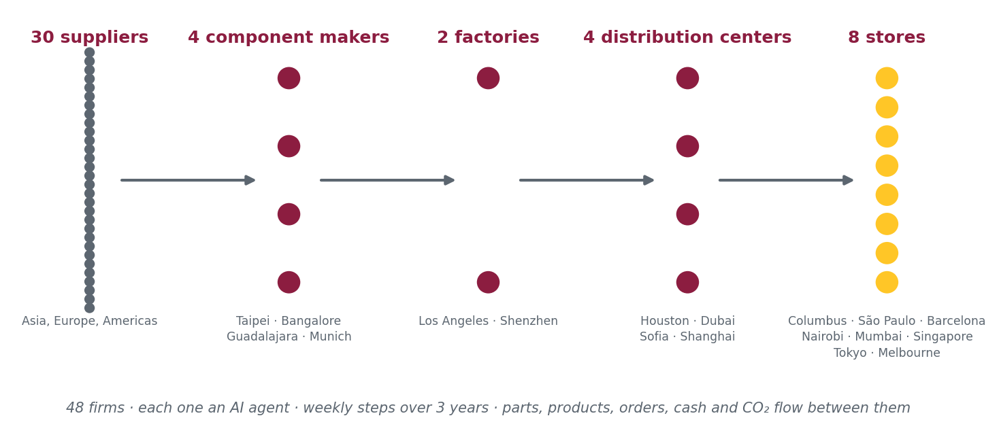 30 suppliers
4 component makers
2 factories
4 distribution centers
8 stores
Asia, Europe, Americas
Taipei · Bangalore
Guadalajara · Munich
Los Angeles · Shenzhen
Houston · Dubai
Sofia · Shanghai
Columbus · São Paulo · Barcelona
Nairobi · Mumbai · Singapore
Tokyo · Melbourne
48 firms · each one an AI agent · weekly steps over 3 years · parts, products, orders, cash and CO₂ flow between them